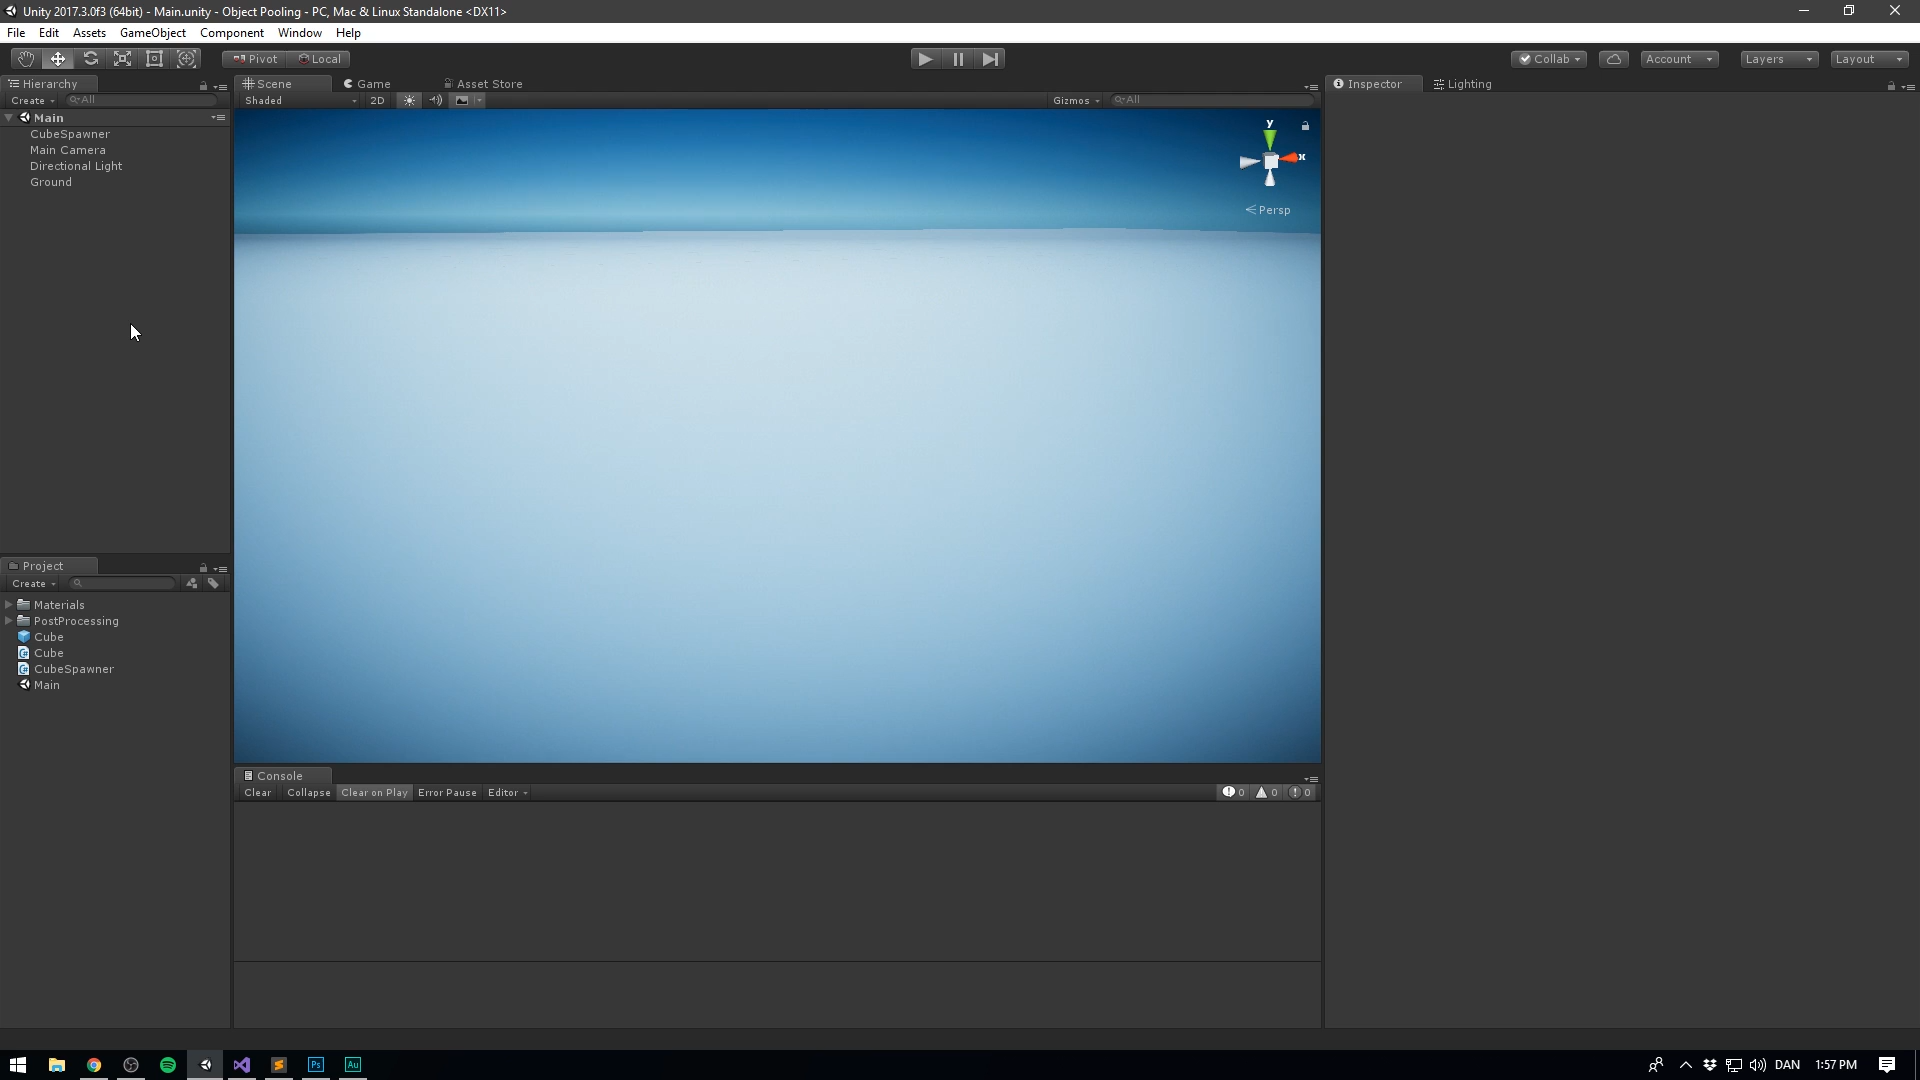 Unity 2017.3.0f3 (64bit) - Main.unity - Object Pooling - PC, Mac & Linux Standalone <DX11>
File Edit Assets GameObject Component Window Help
Pivot Local Collab Account Layers Layout
Hierarchy
Create All
Main
CubeSpawner
Main Camera
Directional Light
Ground
Scene Game Asset Store
Shaded 2D Gizmos All
y
x
Persp
Inspector Lighting
Project
Create
Materials
PostProcessing
Cube
Cube
CubeSpawner
Main
Console
Clear Collapse Clear on Play Error Pause Editor 0 0 0
Ps Au DAN 1:57 PM